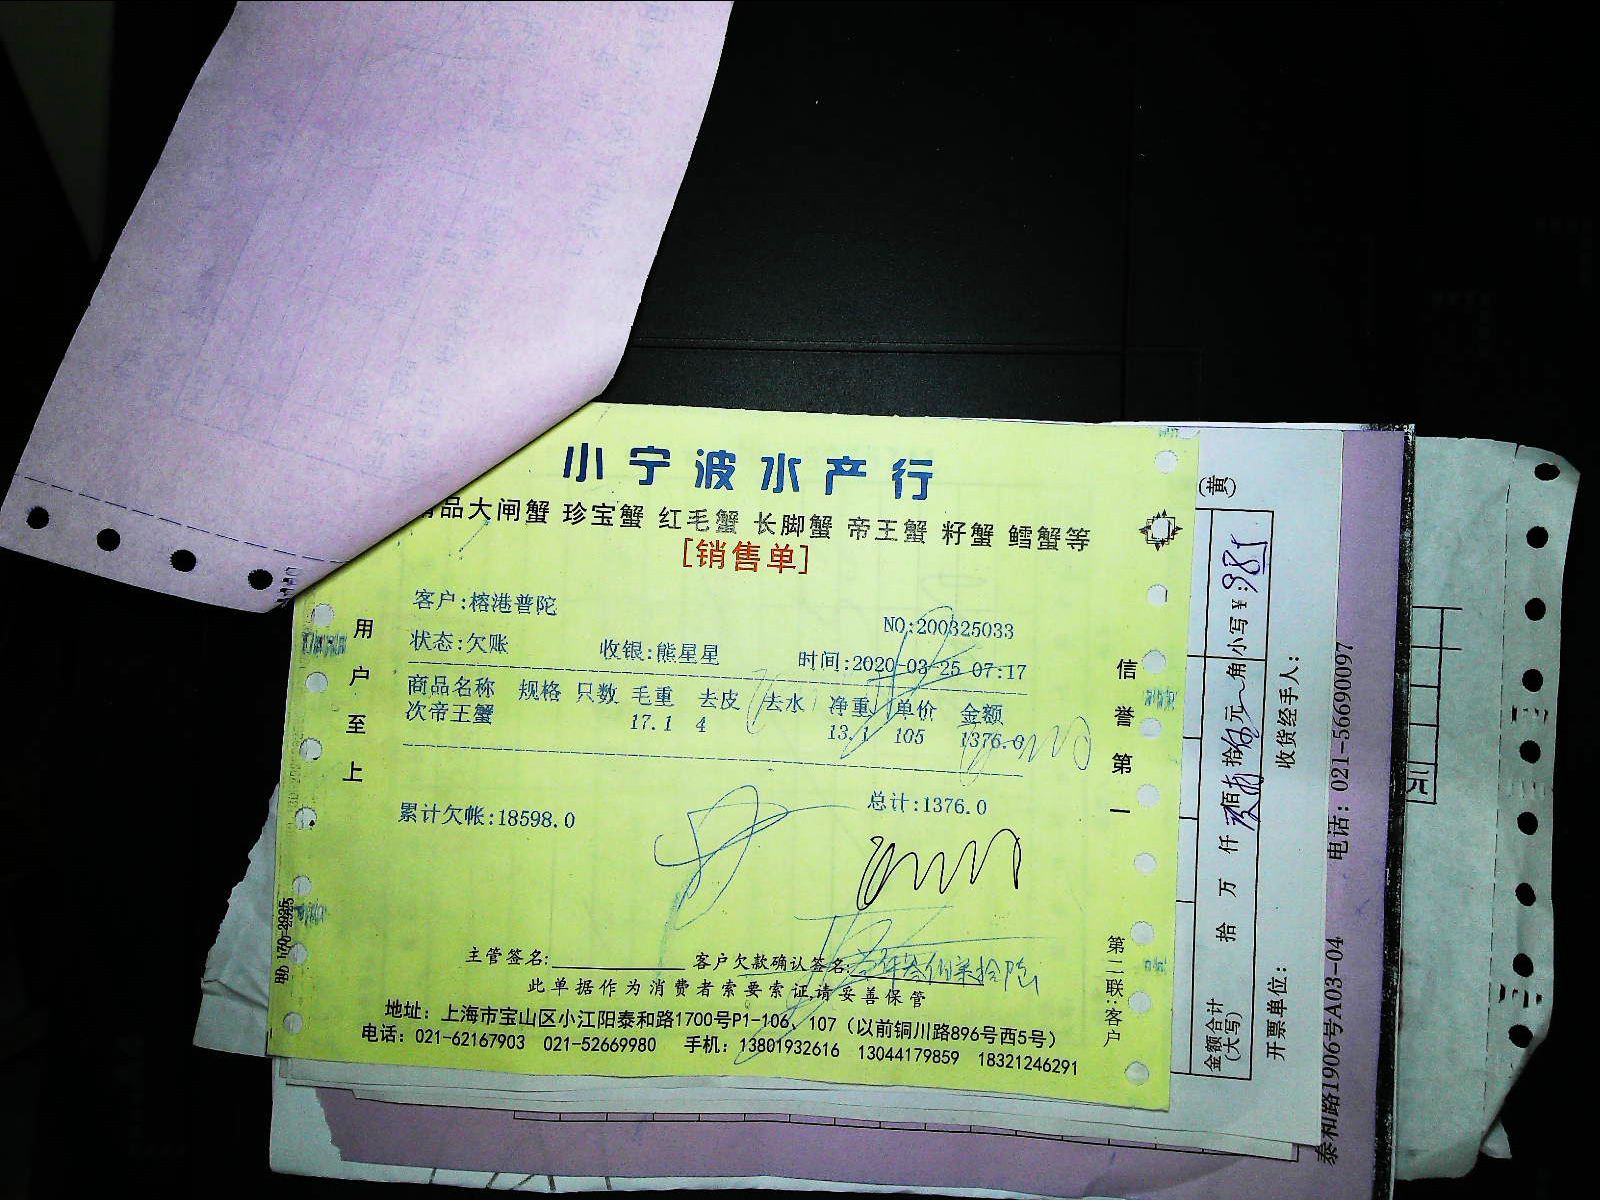 小宁波水产行
品大闸蟹 珍宝蟹 红毛蟹 长脚蟹 帝王蟹 籽蟹 鳕蟹等
[销售单]
客户:榕港普陀
NO:200325033
状态:欠账 收银:熊星星 时间:2020-03-25 07:17
商品名称 规格 只数 毛重 去皮 去水 净重 单价 金额
次帝王蟹 17.1 4 13.1 105 1376.0
累计欠帐:18598.0 总计:1376.0
主管签名: 客户欠款确认签名:
此单据作为消费者索要索证,请妥善保管
地址：上海市宝山区小江阳泰和路1700号P1-106、107（以前铜川路896号西5号）
电话：021-62167903 021-52669980 手机：13801932616 13044179859 18321246291
用户至上
信誉第一
第二联:客户
(黄)
金额合计
(大写)
拾 万 仟 佰 拾 元 角 小写¥: 985
开票单位:
收货经手人:
泰和路1906号A03-04 电话：021-56690097
元